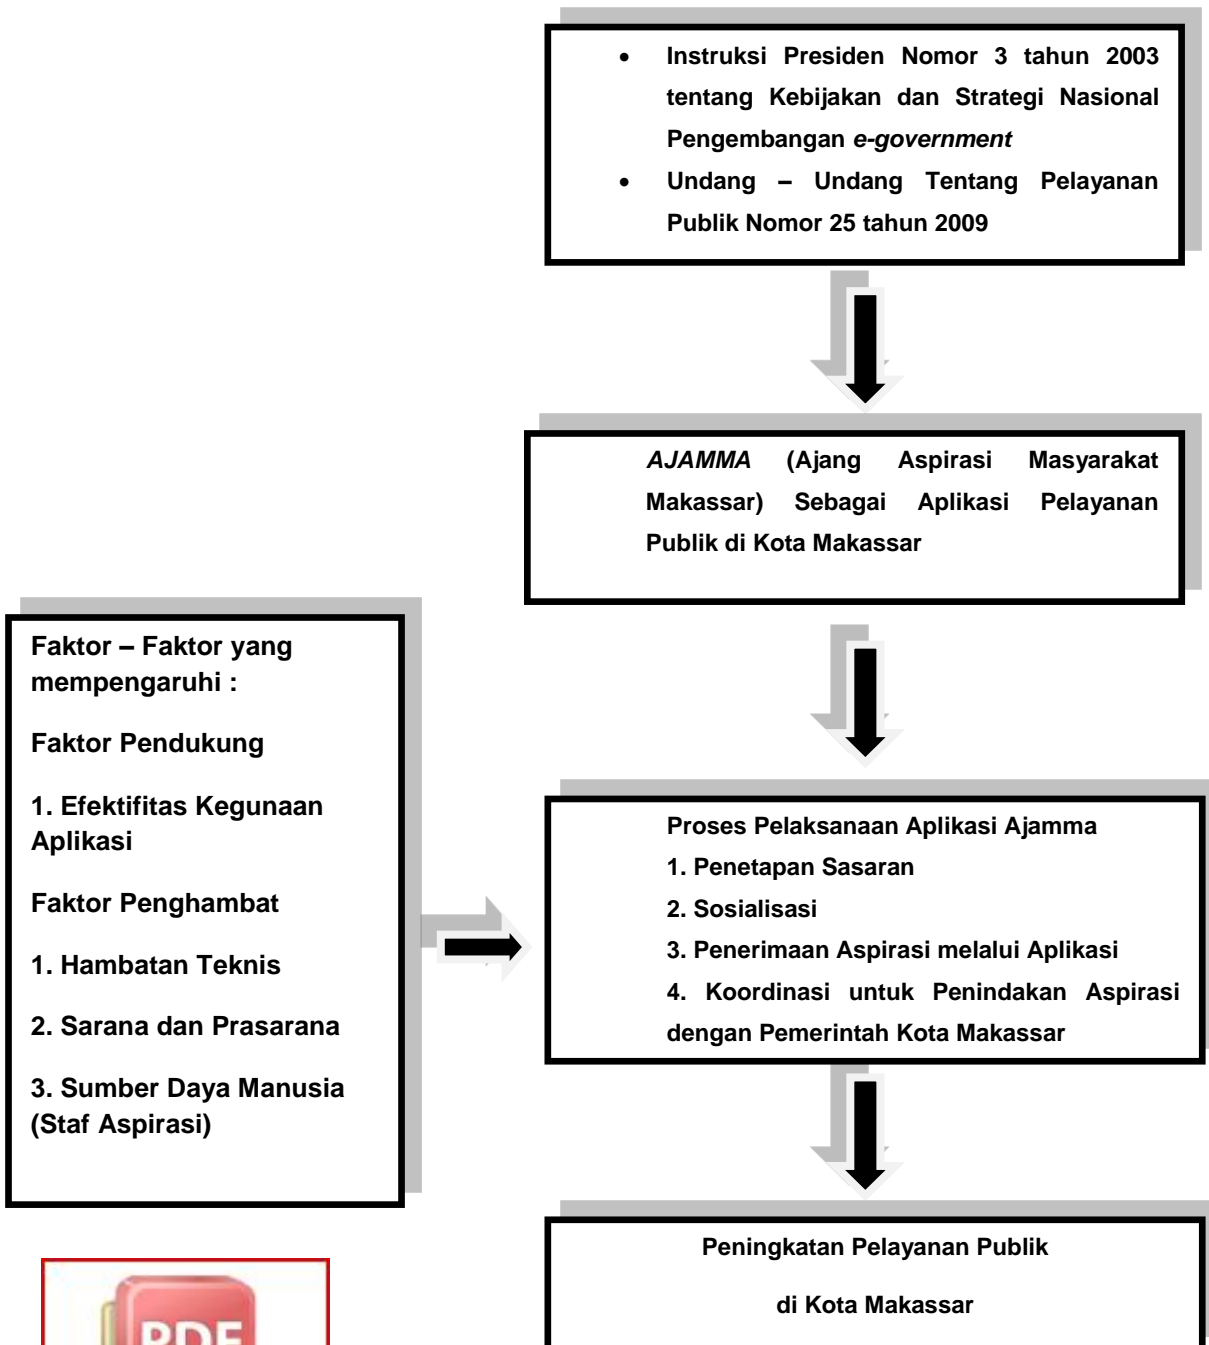 • Instruksi Presiden Nomor 3 tahun 2003
tentang Kebijakan dan Strategi Nasional
Pengembangan e-government
• Undang – Undang Tentang Pelayanan
Publik Nomor 25 tahun 2009
AJAMMA (Ajang Aspirasi Masyarakat
Makassar) Sebagai Aplikasi Pelayanan
Publik di Kota Makassar
Faktor – Faktor yang
mempengaruhi :
Faktor Pendukung
1. Efektifitas Kegunaan
Aplikasi
Faktor Penghambat
1. Hambatan Teknis
2. Sarana dan Prasarana
3. Sumber Daya Manusia
(Staf Aspirasi)
Proses Pelaksanaan Aplikasi Ajamma
1. Penetapan Sasaran
2. Sosialisasi
3. Penerimaan Aspirasi melalui Aplikasi
4. Koordinasi untuk Penindakan Aspirasi
dengan Pemerintah Kota Makassar
Peningkatan Pelayanan Publik
di Kota Makassar
PDF